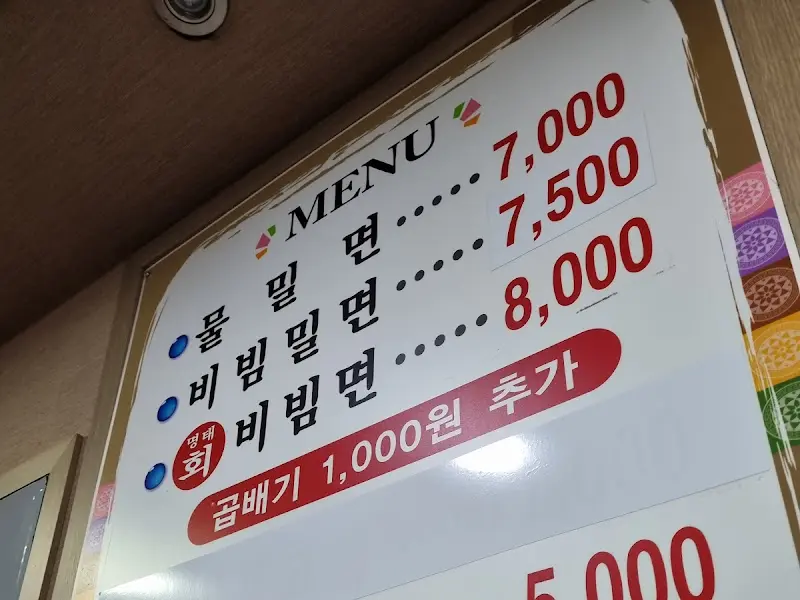 MENU
물 밀 면 ····· 7,000
비빔밀면 ····· 7,500
명태회 비빔면 ····· 8,000
곱배기 1,000원 추가
5,000